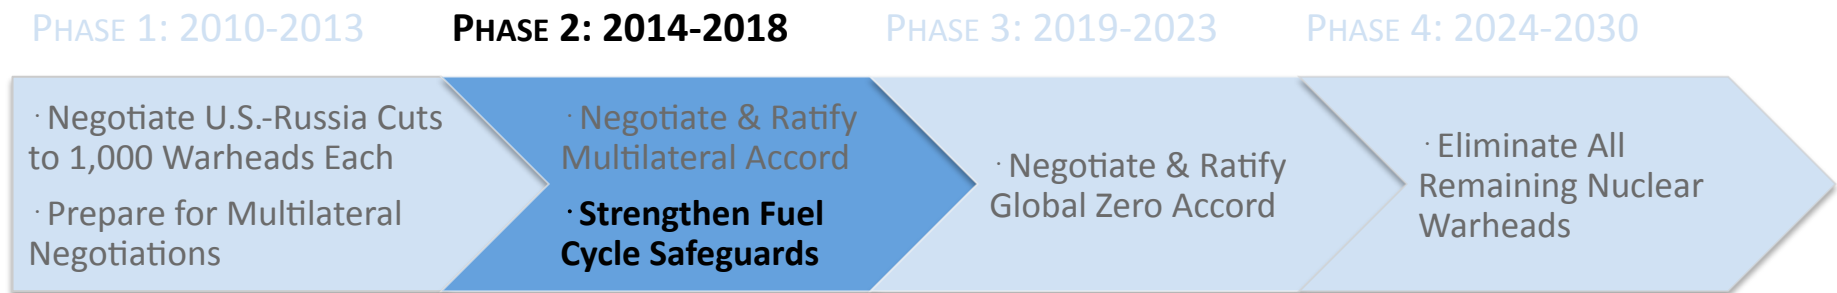 PHASE 1: 2010-2013
PHASE 2: 2014-2018
PHASE 3: 2019-2023
PHASE 4: 2024-2030
· Negotiate U.S.-Russia Cuts
to 1,000 Warheads Each
· Prepare for Multilateral
Negotiations
· Negotiate & Ratify
Multilateral Accord
· Strengthen Fuel
Cycle Safeguards
· Negotiate & Ratify
Global Zero Accord
· Eliminate All
Remaining Nuclear
Warheads